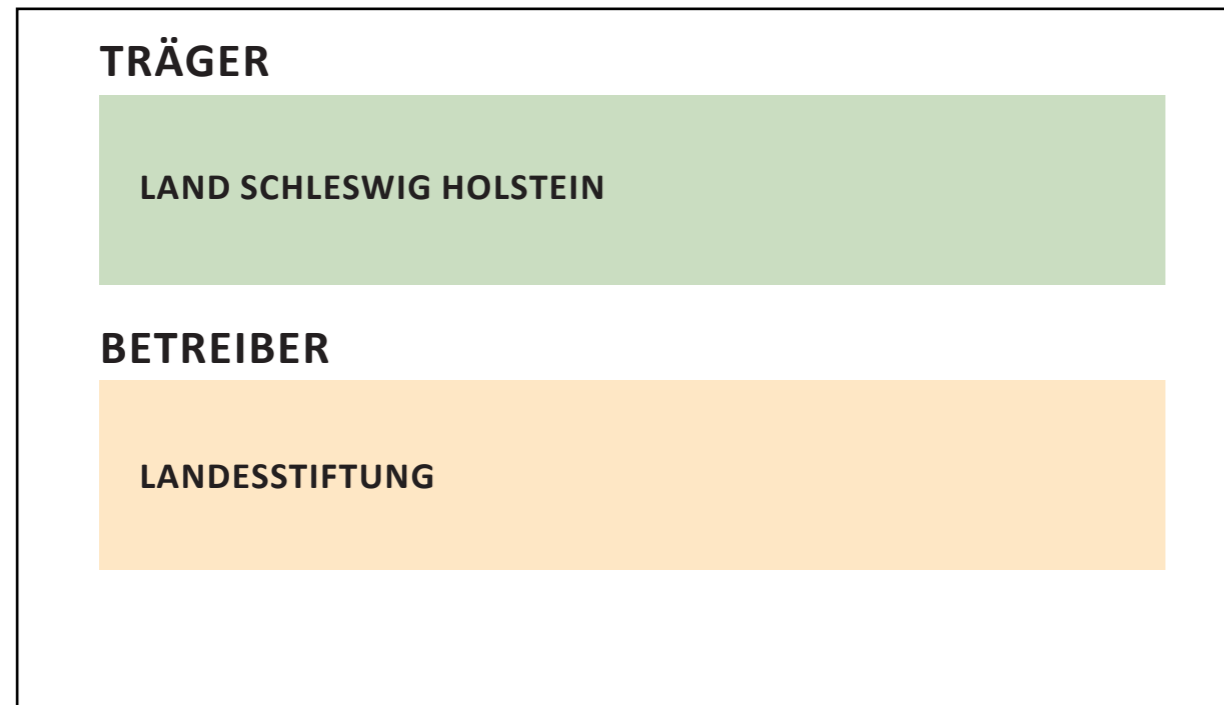 TRÄGER
LAND SCHLESWIG HOLSTEIN
BETREIBER
LANDESSTIFTUNG